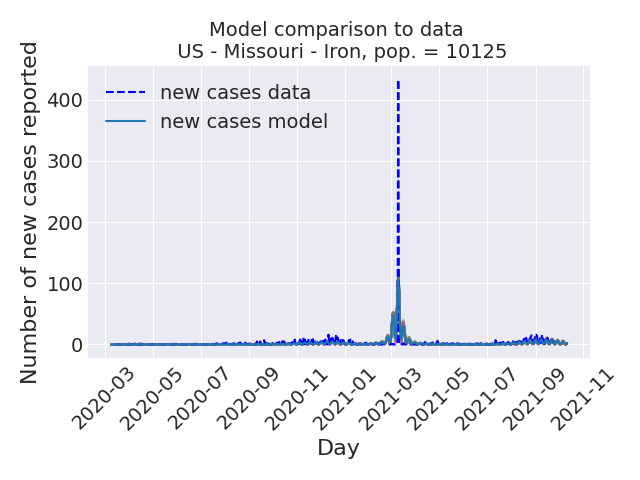 Model comparison to data
US - Missouri - Iron, pop. = 10125
Number of new cases reported
400
300
200
100
0
new cases data
new cases model
2020-03
2020-05
2020-07
2020-09
2020-11
2021-01
2021-03
2021-05
2021-07
2021-09
2021-11
Day